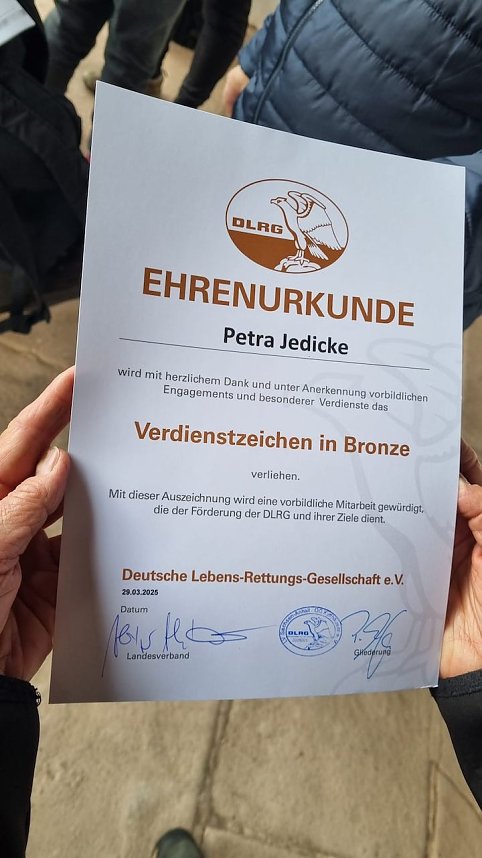 DLRG
EHRENURKUNDE
Petra Jedicke
wird mit herzlichem Dank und unter Anerkennung vorbildlichen
Engagements und besonderer Verdienste das
Verdienstzeichen in Bronze
verliehen.
Mit dieser Auszeichnung wird eine vorbildliche Mitarbeit gewürdigt,
die der Förderung der DLRG und ihrer Ziele dient.
Deutsche Lebens-Rettungs-Gesellschaft e.V.
29.03.2025
Datum
DLRG
Landesverband
Gliederung